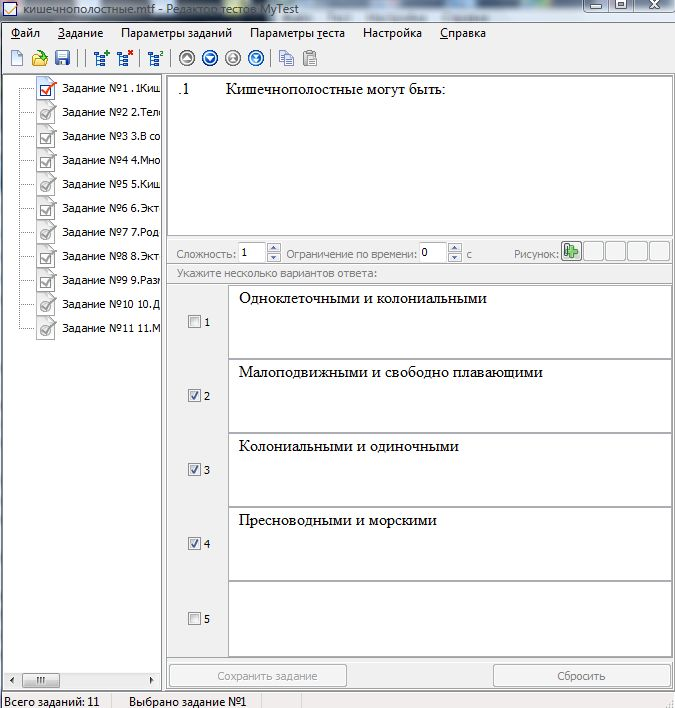 кишечнополостные.mtf - Редактор тестов MyTest
Файл Задание Параметры заданий Параметры теста Настройка Справка
Задание №1 .1Киш
Задание №2 2.Тело
Задание №3 3.В со
Задание №4 4.Мно
Задание №5 5.Киш
Задание №6 6.Экт
Задание №7 7.Род
Задание №8 8.Экт
Задание №9 9.Разм
Задание №10 10.Д
Задание №11 11.М
.1 Кишечнополостные могут быть:
Сложность: 1 Ограничение по времени: 0 с Рисунок:
Укажите несколько вариантов ответа:
1 Одноклеточными и колониальными
2 Малоподвижными и свободно плавающими
3 Колониальными и одиночными
4 Пресноводными и морскими
5
Сохранить задание Сбросить
Всего заданий: 11 Выбрано задание №1